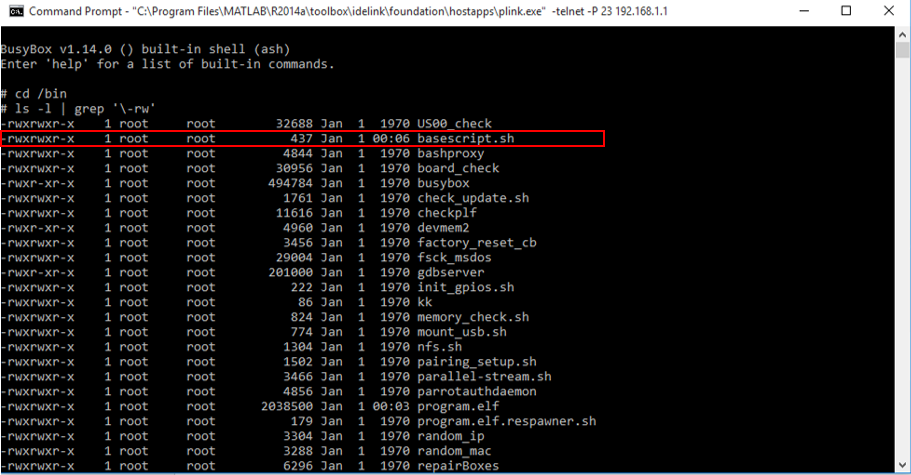 Command Prompt - "C:\Program Files\MATLAB\R2014a\toolbox\idelink\foundation\hostapps\plink.exe" -telnet -P 23 192.168.1.1
BusyBox v1.14.0 () built-in shell (ash)
Enter 'help' for a list of built-in commands.
# cd /bin
# ls -l | grep '\-rw'
-rwxrwxr-x 1 root root 32688 Jan 1 1970 US00_check
-rwxrwxr-x 1 root root 437 Jan 1 00:06 basescript.sh
-rwxrwxr-x 1 root root 4844 Jan 1 1970 bashproxy
-rwxrwxr-x 1 root root 30956 Jan 1 1970 board_check
-rwxr-xr-x 1 root root 494784 Jan 1 1970 busybox
-rwxrwxr-x 1 root root 1761 Jan 1 1970 check_update.sh
-rwxrwxr-x 1 root root 11616 Jan 1 1970 checkplf
-rwxr-xr-x 1 root root 4960 Jan 1 1970 devmem2
-rwxrwxr-x 1 root root 3456 Jan 1 1970 factory_reset_cb
-rwxrwxr-x 1 root root 29004 Jan 1 1970 fsck_msdos
-rwxr-xr-x 1 root root 201000 Jan 1 1970 gdbserver
-rwxrwxr-x 1 root root 222 Jan 1 1970 init_gpios.sh
-rwxrwxr-x 1 root root 86 Jan 1 1970 kk
-rwxrwxr-x 1 root root 824 Jan 1 1970 memory_check.sh
-rwxrwxr-x 1 root root 774 Jan 1 1970 mount_usb.sh
-rwxrwxr-x 1 root root 1304 Jan 1 1970 nfs.sh
-rwxrwxr-x 1 root root 1502 Jan 1 1970 pairing_setup.sh
-rwxrwxr-x 1 root root 3466 Jan 1 1970 parallel-stream.sh
-rwxrwxr-x 1 root root 4856 Jan 1 1970 parrotauthdaemon
-rwxrwxr-x 1 root root 2038500 Jan 1 00:03 program.elf
-rwxrwxr-x 1 root root 179 Jan 1 1970 program.elf.respawner.sh
-rwxrwxr-x 1 root root 3304 Jan 1 1970 random_ip
-rwxrwxr-x 1 root root 3288 Jan 1 1970 random_mac
-rwxrwxr-x 1 root root 6296 Jan 1 1970 repairBoxes